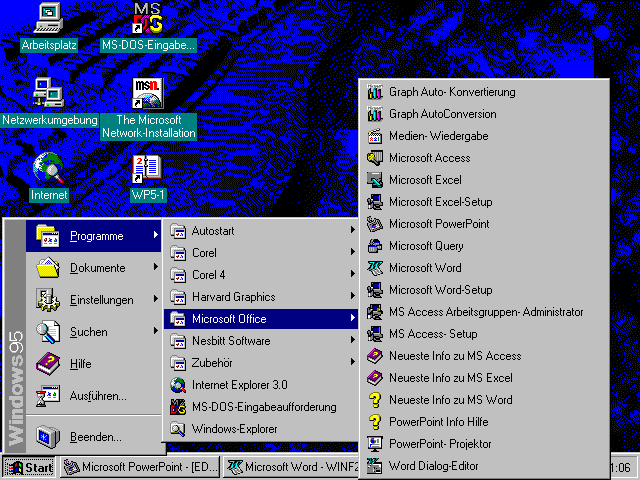 Arbeitsplatz
MS-DOS-Eingabe...
Netzwerkumgebung
The Microsoft
Network-Installation
Internet
WP5-1
Windows95
Programme
Dokumente
Einstellungen
Suchen
Hilfe
Ausführen...
Beenden...
Autostart
Corel
Corel 4
Harvard Graphics
Microsoft Office
Nesbitt Software
Zubehör
Internet Explorer 3.0
MS-DOS-Eingabeaufforderung
Windows-Explorer
Graph Auto- Konvertierung
Graph AutoConversion
Medien- Wiedergabe
Microsoft Access
Microsoft Excel
Microsoft Excel-Setup
Microsoft PowerPoint
Microsoft Query
Microsoft Word
Microsoft Word-Setup
MS Access Arbeitsgruppen- Administrator
MS Access- Setup
Neueste Info zu MS Access
Neueste Info zu MS Excel
Neueste Info zu MS Word
PowerPoint Info Hilfe
PowerPoint- Projektor
Word Dialog-Editor
Start
Microsoft PowerPoint - [ED...
Microsoft Word - WINF2
1:06